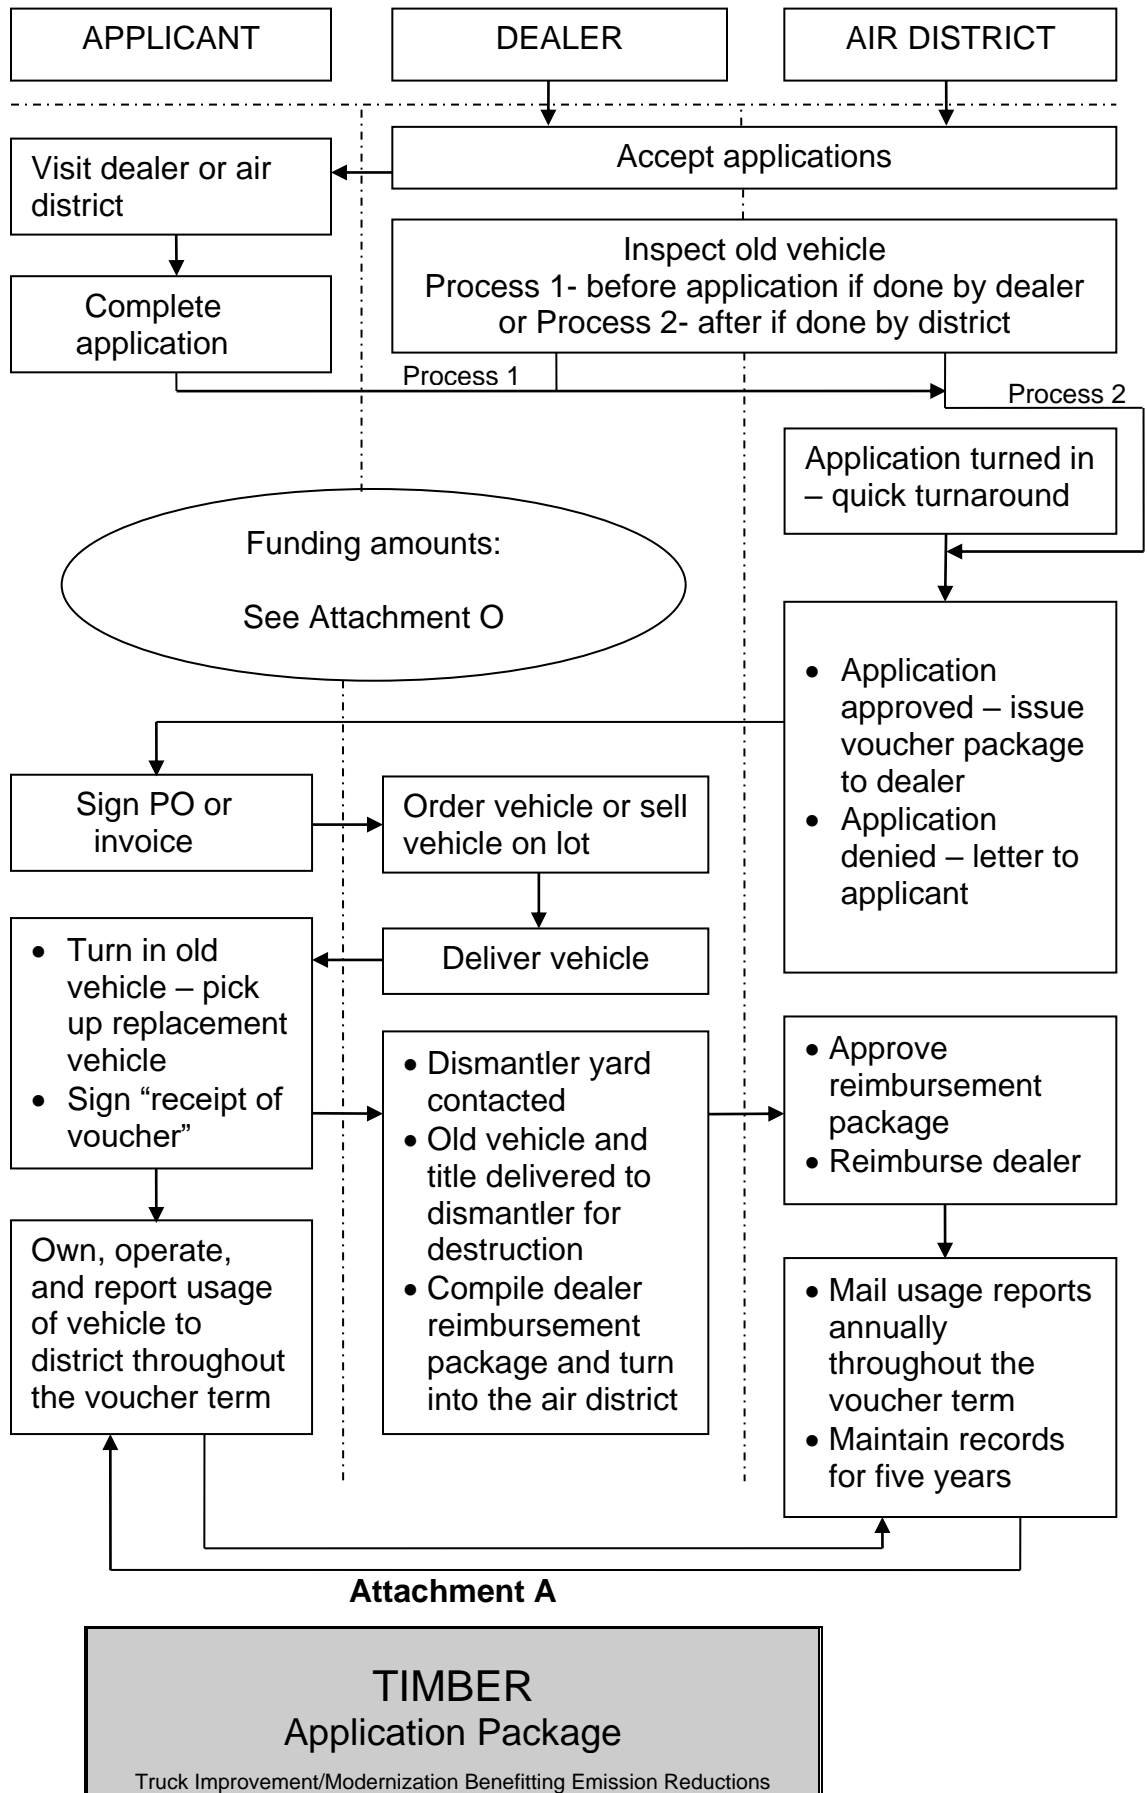 APPLICANT
DEALER
AIR DISTRICT
Accept applications
Visit dealer or air
district
Inspect old vehicle
Process 1- before application if done by dealer
or Process 2- after if done by district
Complete
application
Process 1
Process 2
Application turned in
– quick turnaround
Funding amounts:
See Attachment O
• Application
approved – issue
voucher package
to dealer
• Application
denied – letter to
applicant
Sign PO or
invoice
Order vehicle or sell
vehicle on lot
Deliver vehicle
• Turn in old
vehicle – pick
up replacement
vehicle
• Sign “receipt of
voucher”
• Dismantler yard
contacted
• Old vehicle and
title delivered to
dismantler for
destruction
• Compile dealer
reimbursement
package and turn
into the air district
• Approve
reimbursement
package
• Reimburse dealer
Own, operate,
and report usage
of vehicle to
district throughout
the voucher term
• Mail usage reports
annually
throughout the
voucher term
• Maintain records
for five years
Attachment A
TIMBER
Application Package
Truck Improvement/Modernization Benefitting Emission Reductions